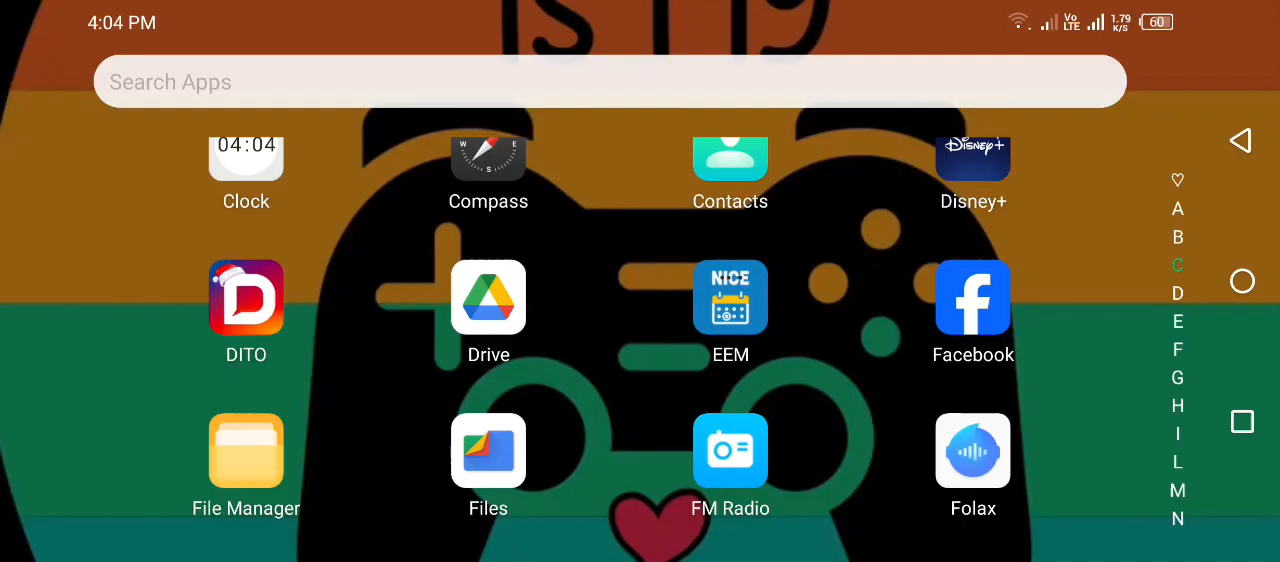 4:04 PM
Vo
LTE
1.79
K/S
60
Search Apps
04:04
W E
S
DISNEY+
Clock
Compass
Contacts
Disney+
NICE
DITO
Drive
EEM
Facebook
File Manager
Files
FM Radio
Folax
♡
A
B
C
D
E
F
G
H
I
L
M
N